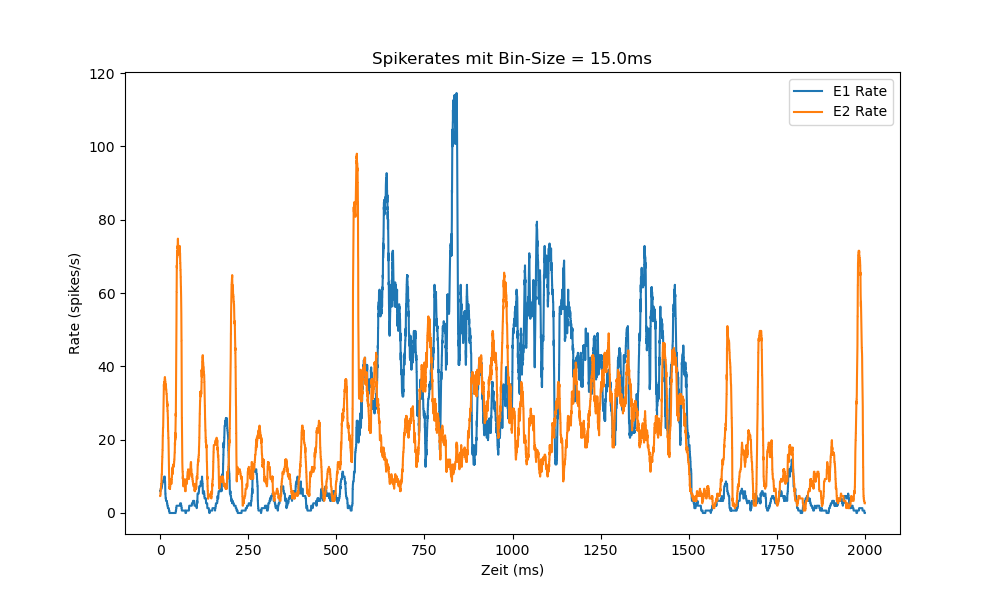 Spikerates mit Bin-Size = 15.0ms
E1 Rate
E2 Rate
120
100
80
60
40
20
0
Rate (spikes/s)
0 250 500 750 1000 1250 1500 1750 2000
Zeit (ms)